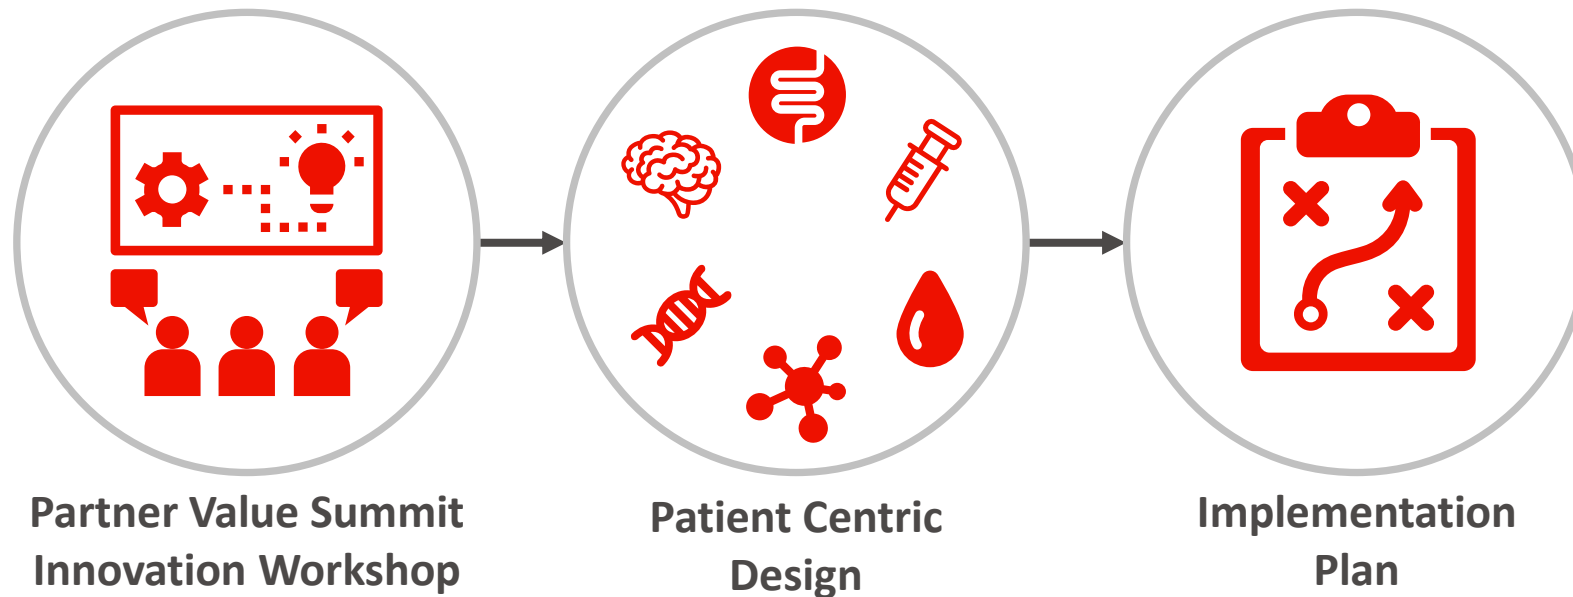 Partner Value Summit
Innovation Workshop
Patient Centric
Design
Implementation
Plan